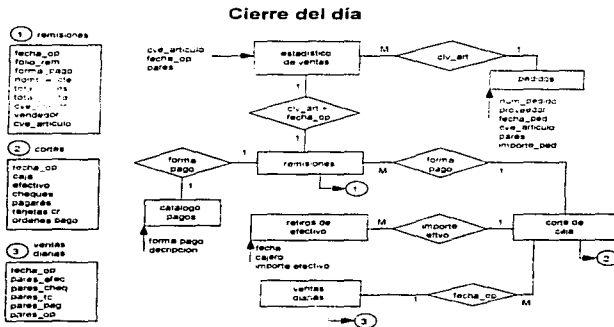 Cierre del día
1 remisiones
fecha_op
folio_rem
forma_pago
vendedor
cve_articulo
2 cortes
fecha_op
caja
efectivo
cheques
pagarés
tarjetas cr
ordenes pago
3 ventas diarias
fecha_op
pares_efec
pares_cheq
pares_tc
pares_pag
pares_op
cve_articulo
fecha_op
pares
estadístico de ventas
M
clv_art
1
pedidos
num_pedido
proveedor
fecha_ped
cve_articulo
pares
importe_ped
1
clv_art +
fecha_op
1
forma pago
1
remisiones
M
forma pago
1
1
1
catálogo pagos
forma pago
decripción
retiros de efectivo
M
importe
1
corte de caja
fecha
cajero
importe efectivo
2
ventas diarias
1
fecha_op
M
3